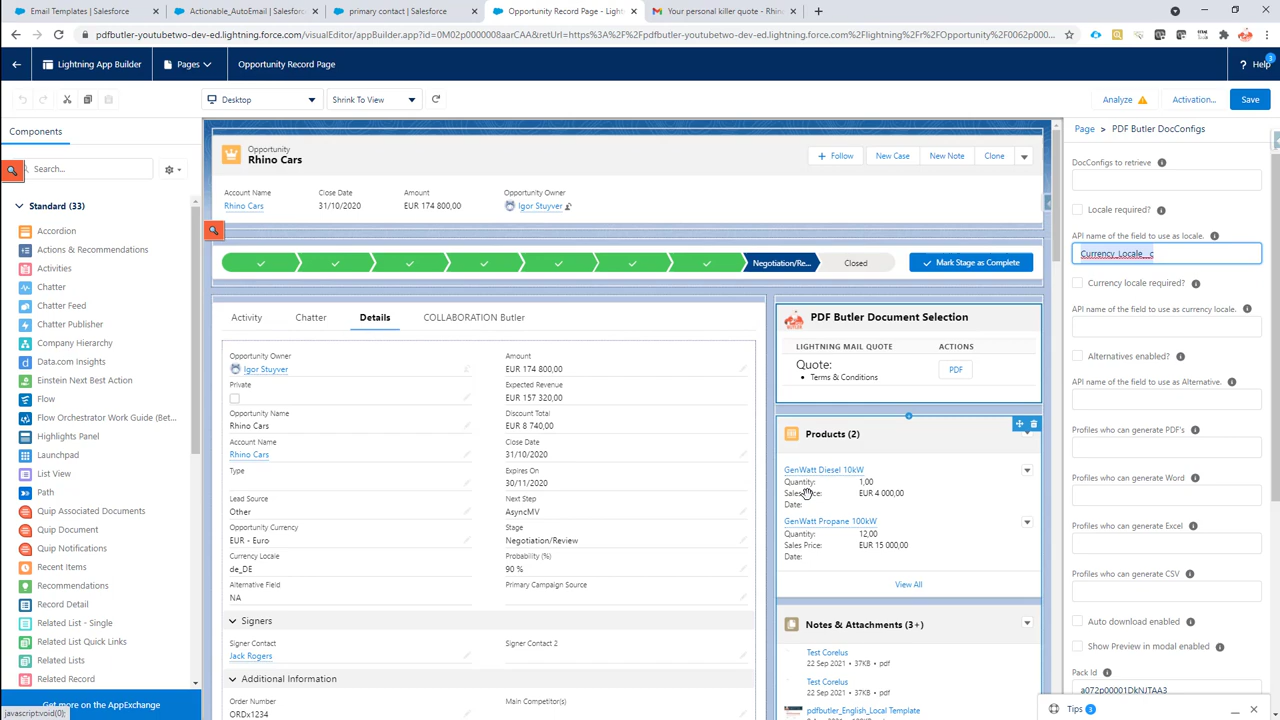 Email Templates | Salesforce
Actionable_AutoEmail | Salesforc
primary contact | Salesforce
Opportunity Record Page - Lightn
Your personal killer quote - Rhin
pdfbutler-youtubetwo-dev-ed.lightning.force.com/visualEditor/appBuilder.app?id=0M02p0000008aarCAA&retUrl=https%3A%2F%2Fpdfbutler-youtubetwo-dev-ed.lightning.force.com%2Flightning%2Fr%2FOpportunity%2F0062p000...
Lightning App Builder
Pages
Opportunity Record Page
? Help
3
Desktop
Shrink To View
Analyze
Activation...
Save
Components
Search...
Standard (33)
Accordion
Actions & Recommendations
Activities
Chatter
Chatter Feed
Chatter Publisher
Company Hierarchy
Data.com Insights
Einstein Next Best Action
Flow
Flow Orchestrator Work Guide (Bet...
Highlights Panel
Launchpad
List View
Path
Quip Associated Documents
Quip Document
Quip Notifications
Recent Items
Recommendations
Record Detail
Related List - Single
Related List Quick Links
Related Lists
Related Record
Get more on the AppExchange
javascript:void(0);
Opportunity
Rhino Cars
Follow
New Case
New Note
Clone
Account Name
Rhino Cars
Close Date
31/10/2020
Amount
EUR 174 800,00
Opportunity Owner
Igor Stuyver
Negotiation/Re...
Closed
Mark Stage as Complete
Activity
Chatter
Details
COLLABORATION Butler
Opportunity Owner
Igor Stuyver
Amount
EUR 174 800,00
Private
Expected Revenue
EUR 157 320,00
Opportunity Name
Rhino Cars
Discount Total
EUR 8 740,00
Account Name
Rhino Cars
Close Date
31/10/2020
Type
Expires On
30/11/2020
Lead Source
Other
Next Step
AsyncMV
Opportunity Currency
EUR - Euro
Stage
Negotiation/Review
Currency Locale
de_DE
Probability (%)
90 %
Alternative Field
NA
Primary Campaign Source
Signers
Signer Contact
Jack Rogers
Signer Contact 2
Additional Information
Order Number
ORDx1234
Main Competitor(s)
PDF Butler Document Selection
LIGHTNING MAIL QUOTE
ACTIONS
Quote:
• Terms & Conditions
PDF
Products (2)
GenWatt Diesel 10kW
Quantity: 1,00
Sales Price: EUR 4 000,00
Date:
GenWatt Propane 100kW
Quantity: 12,00
Sales Price: EUR 15 000,00
Date:
View All
Notes & Attachments (3+)
Test Corelus
22 Sep 2021 • 37KB • pdf
Test Corelus
22 Sep 2021 • 37KB • pdf
pdfbutler_English_Local Template
Page > PDF Butler DocConfigs
DocConfigs to retrieve
Locale required?
API name of the field to use as locale.
Currency_Locale__c
Currency locale required?
API name of the field to use as currency locale.
Alternatives enabled?
API name of the field to use as Alternative.
Profiles who can generate PDF's
Profiles who can generate Word
Profiles who can generate Excel
Profiles who can generate CSV
Auto download enabled
Show Preview in modal enabled
Pack Id
a072p00001DkNJTAA3
Tips 3